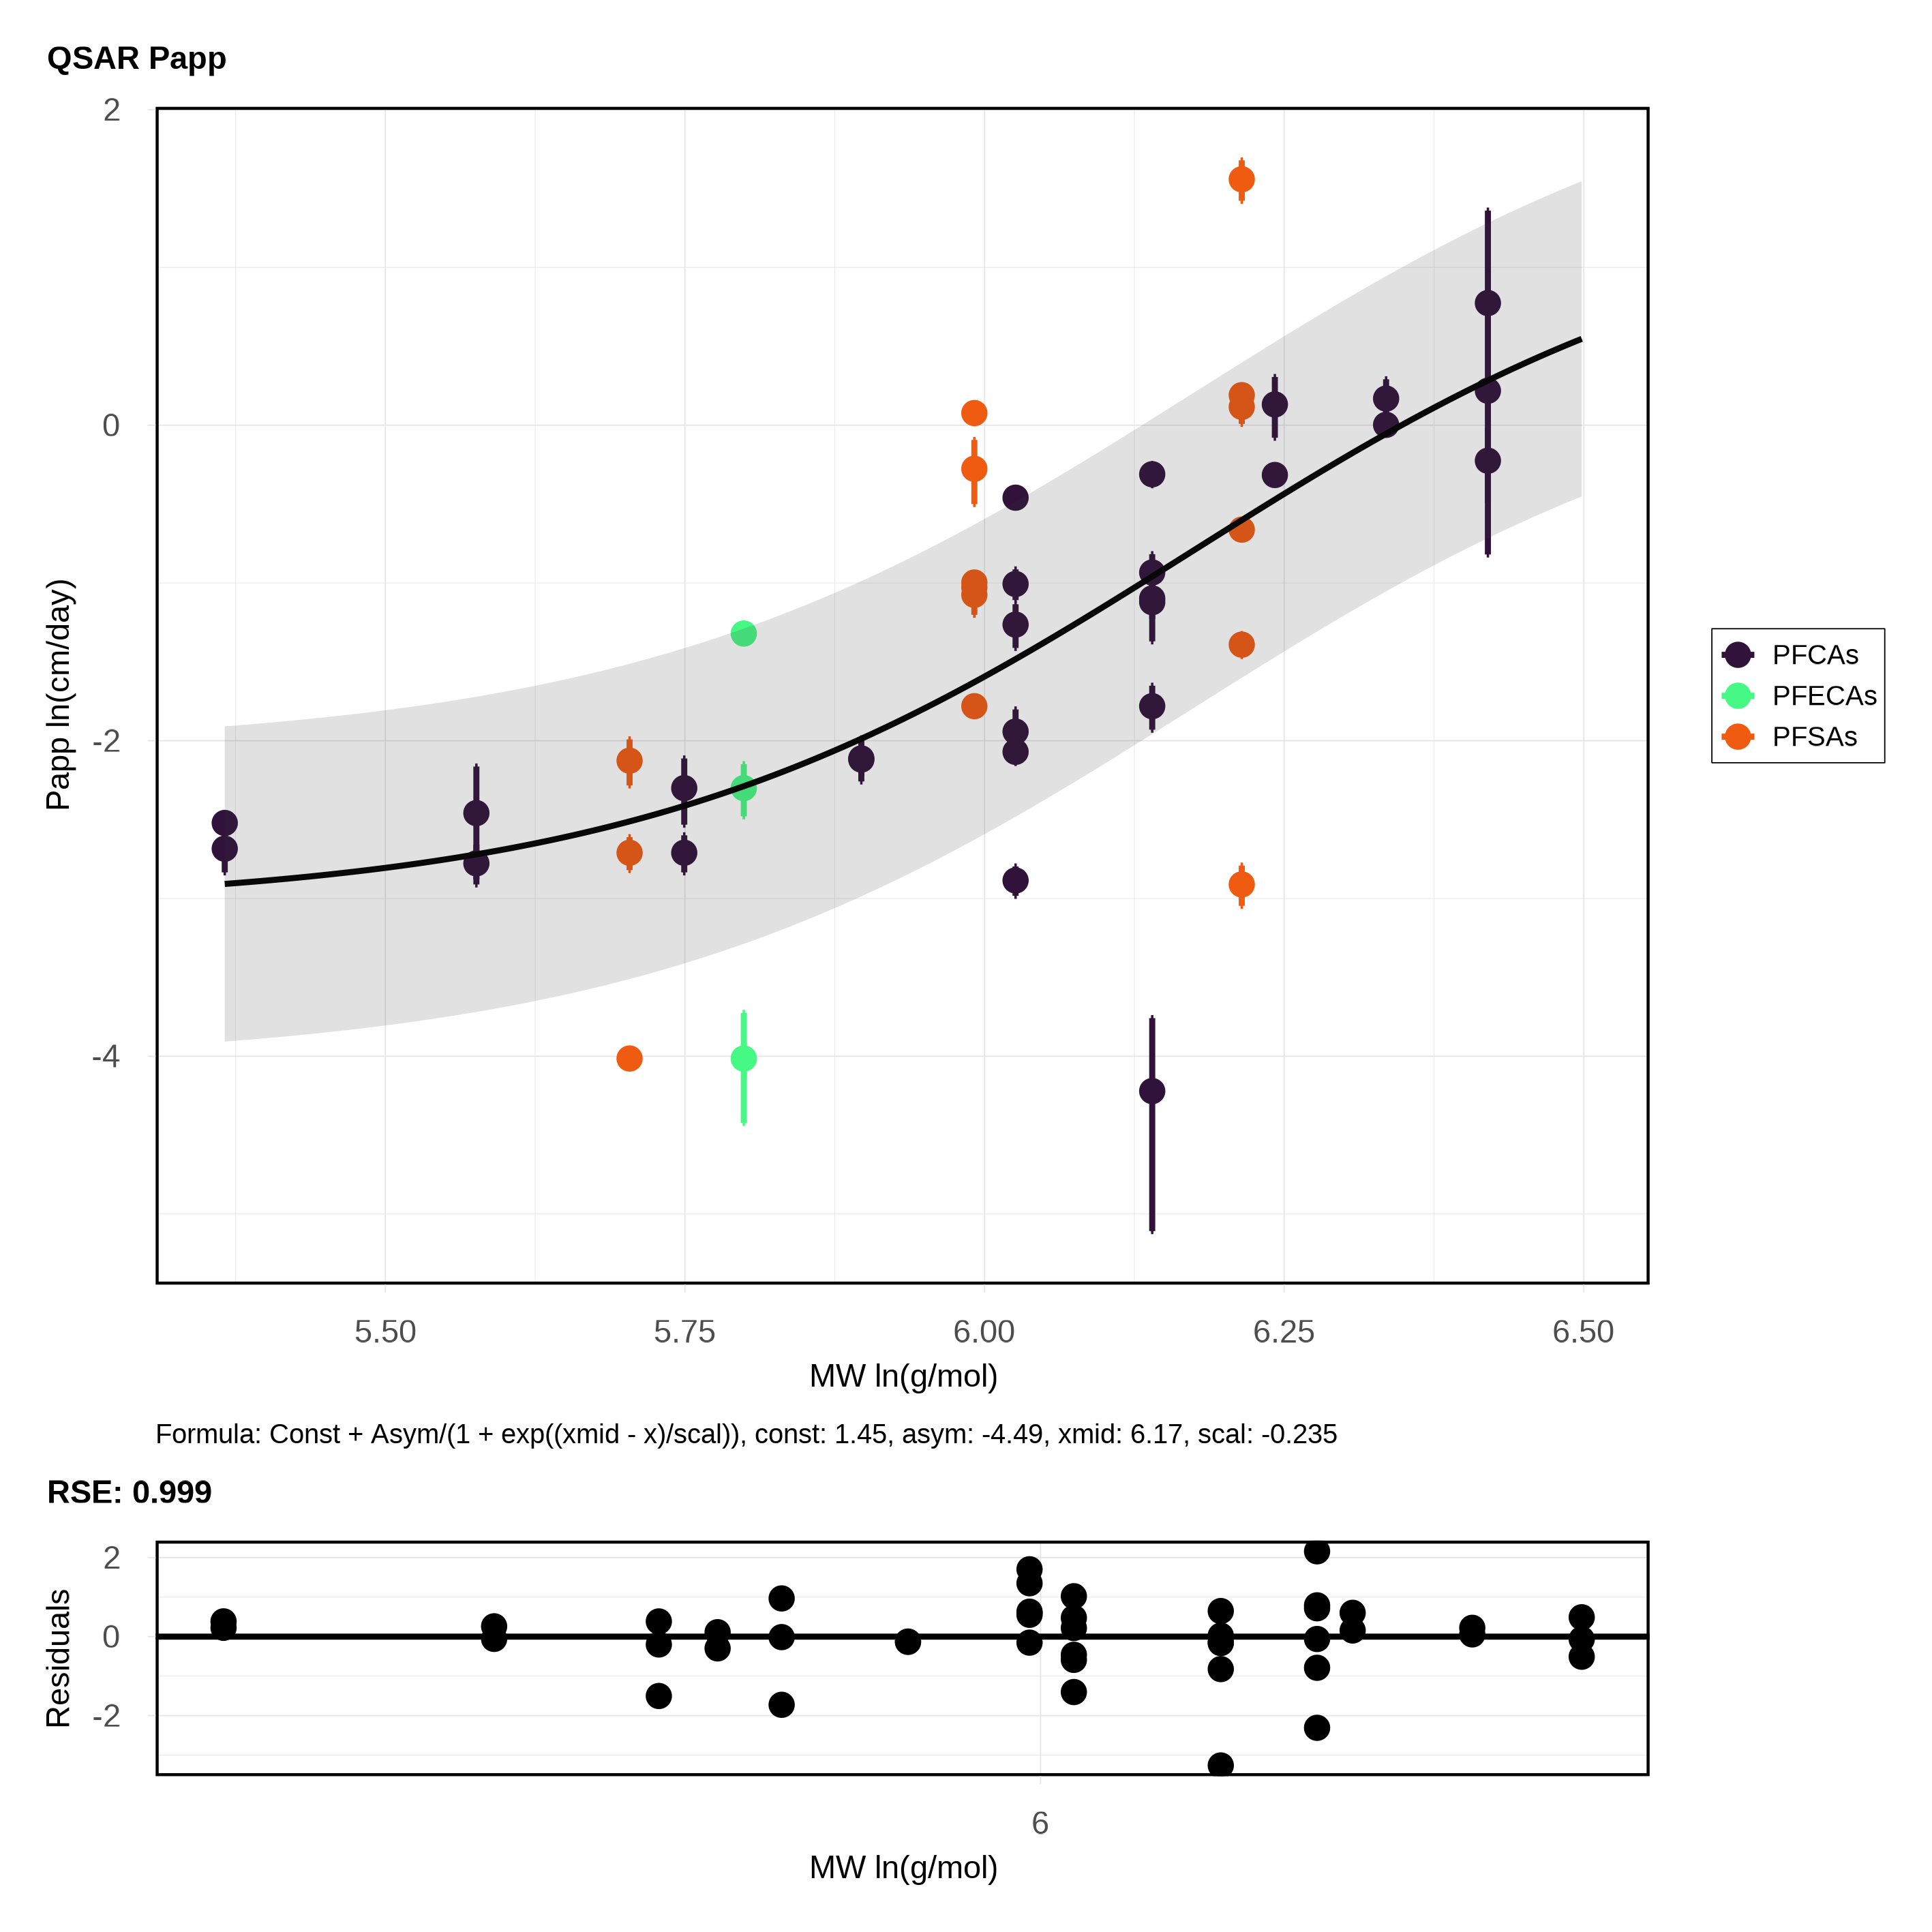 QSAR Papp
2
0
-2
-4
Papp ln(cm/day)
5.50 5.75 6.00 6.25 6.50
MW ln(g/mol)
PFCAs
PFECAs
PFSAs
Formula: Const + Asym/(1 + exp((xmid - x)/scal)), const: 1.45, asym: -4.49, xmid: 6.17, scal: -0.235
RSE: 0.999
2
0
-2
Residuals
6
MW ln(g/mol)